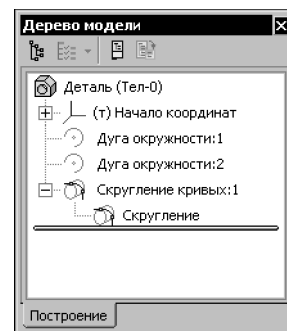 Дерево модели
Деталь (Тел-0)
(т) Начало координат
Дуга окружности:1
Дуга окружности:2
Скругление кривых:1
Скругление
Построение